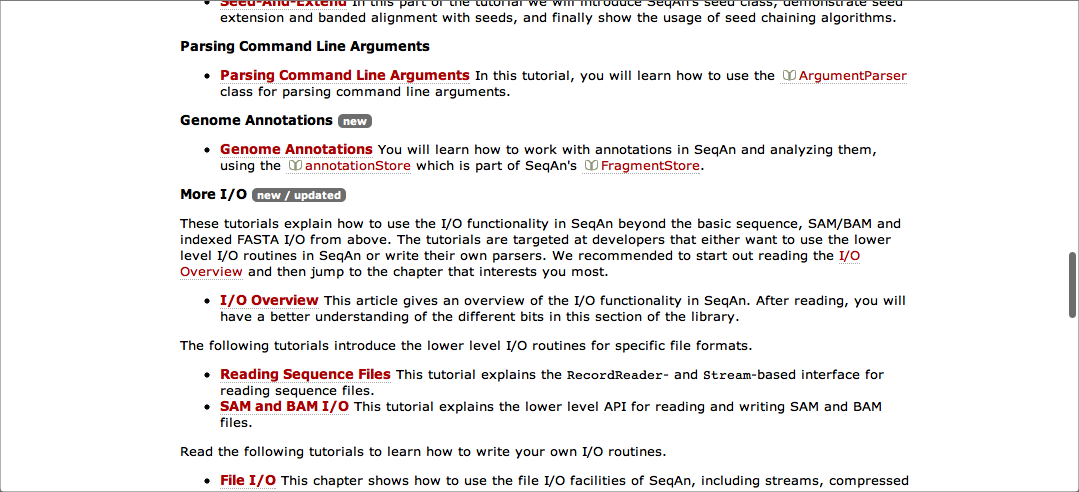 Seed-And-Extend In this part of the tutorial we will introduce SeqAn's seed class, demonstrate seed
extension and banded alignment with seeds, and finally show the usage of seed chaining algorithms.
Parsing Command Line Arguments
• Parsing Command Line Arguments In this tutorial, you will learn how to use the ArgumentParser
class for parsing command line arguments.
Genome Annotations new
• Genome Annotations You will learn how to work with annotations in SeqAn and analyzing them,
using the annotationStore which is part of SeqAn's FragmentStore.
More I/O new / updated
These tutorials explain how to use the I/O functionality in SeqAn beyond the basic sequence, SAM/BAM and
indexed FASTA I/O from above. The tutorials are targeted at developers that either want to use the lower
level I/O routines in SeqAn or write their own parsers. We recommended to start out reading the I/O
Overview and then jump to the chapter that interests you most.
• I/O Overview This article gives an overview of the I/O functionality in SeqAn. After reading, you will
have a better understanding of the different bits in this section of the library.
The following tutorials introduce the lower level I/O routines for specific file formats.
• Reading Sequence Files This tutorial explains the RecordReader- and Stream-based interface for
reading sequence files.
• SAM and BAM I/O This tutorial explains the lower level API for reading and writing SAM and BAM
files.
Read the following tutorials to learn how to write your own I/O routines.
• File I/O This chapter shows how to use the file I/O facilities of SeqAn, including streams, compressed